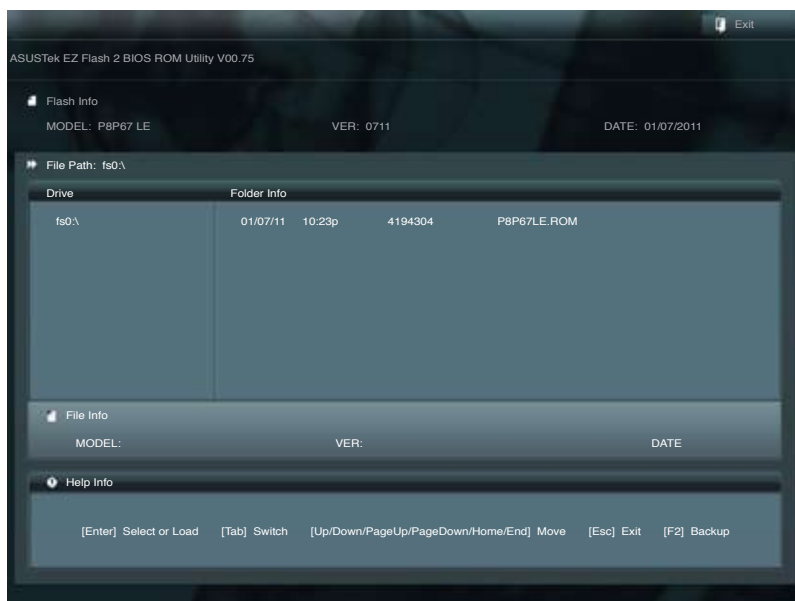 Exit
ASUSTek EZ Flash 2 BIOS ROM Utility V00.75
Flash Info
MODEL: P8P67 LE VER: 0711 DATE: 01/07/2011
File Path: fs0:\
Drive Folder Info
fs0:\ 01/07/11 10:23p 4194304 P8P67LE.ROM
File Info
MODEL: VER: DATE
Help Info
[Enter] Select or Load [Tab] Switch [Up/Down/PageUp/PageDown/Home/End] Move [Esc] Exit [F2] Backup